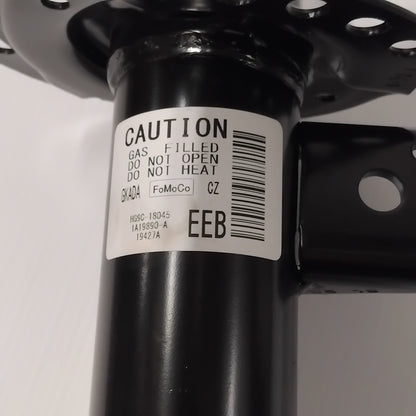 CAUTION
GAS FILLED
DO NOT OPEN
DO NOT HEAT
GKADA FoMoCo CZ
HG9C-18045
1A19890-A
19427A
EEB